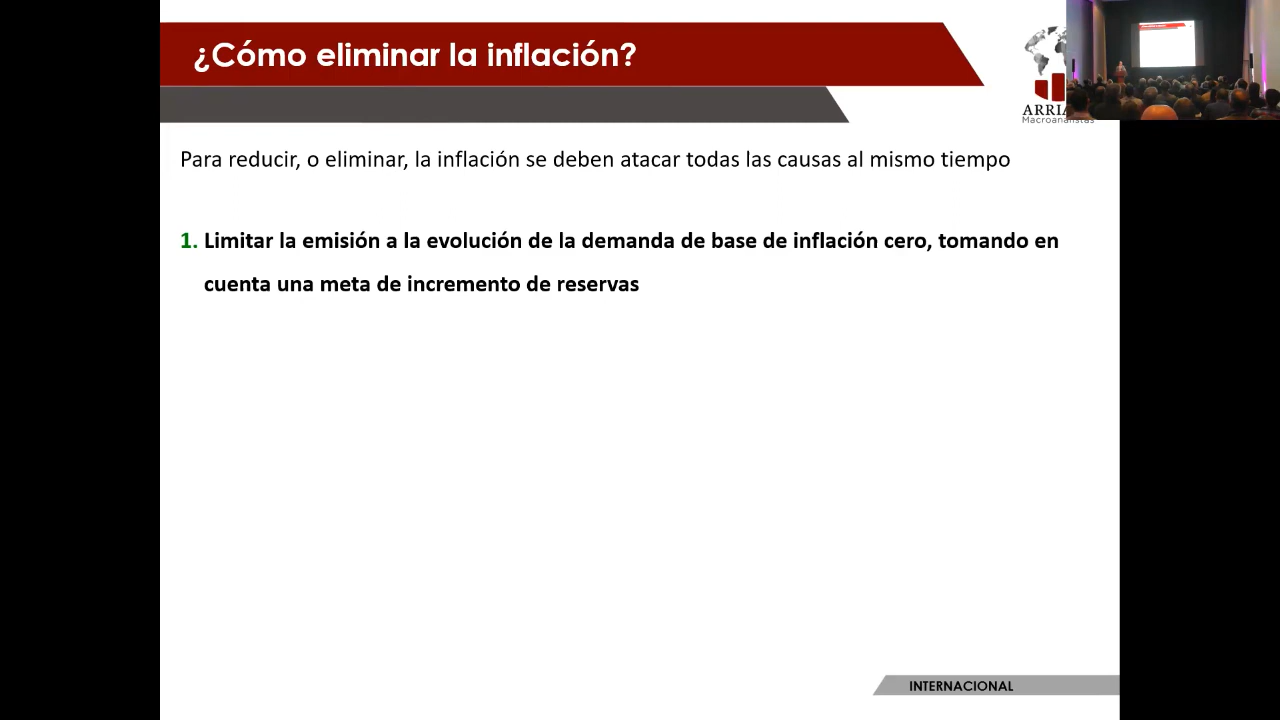 ¿Cómo eliminar la inflación?
Para reducir, o eliminar, la inflación se deben atacar todas las causas al mismo tiempo
1. Limitar la emisión a la evolución de la demanda de base de inflación cero, tomando en
cuenta una meta de incremento de reservas
ARRIA
Macroanalistas
INTERNACIONAL